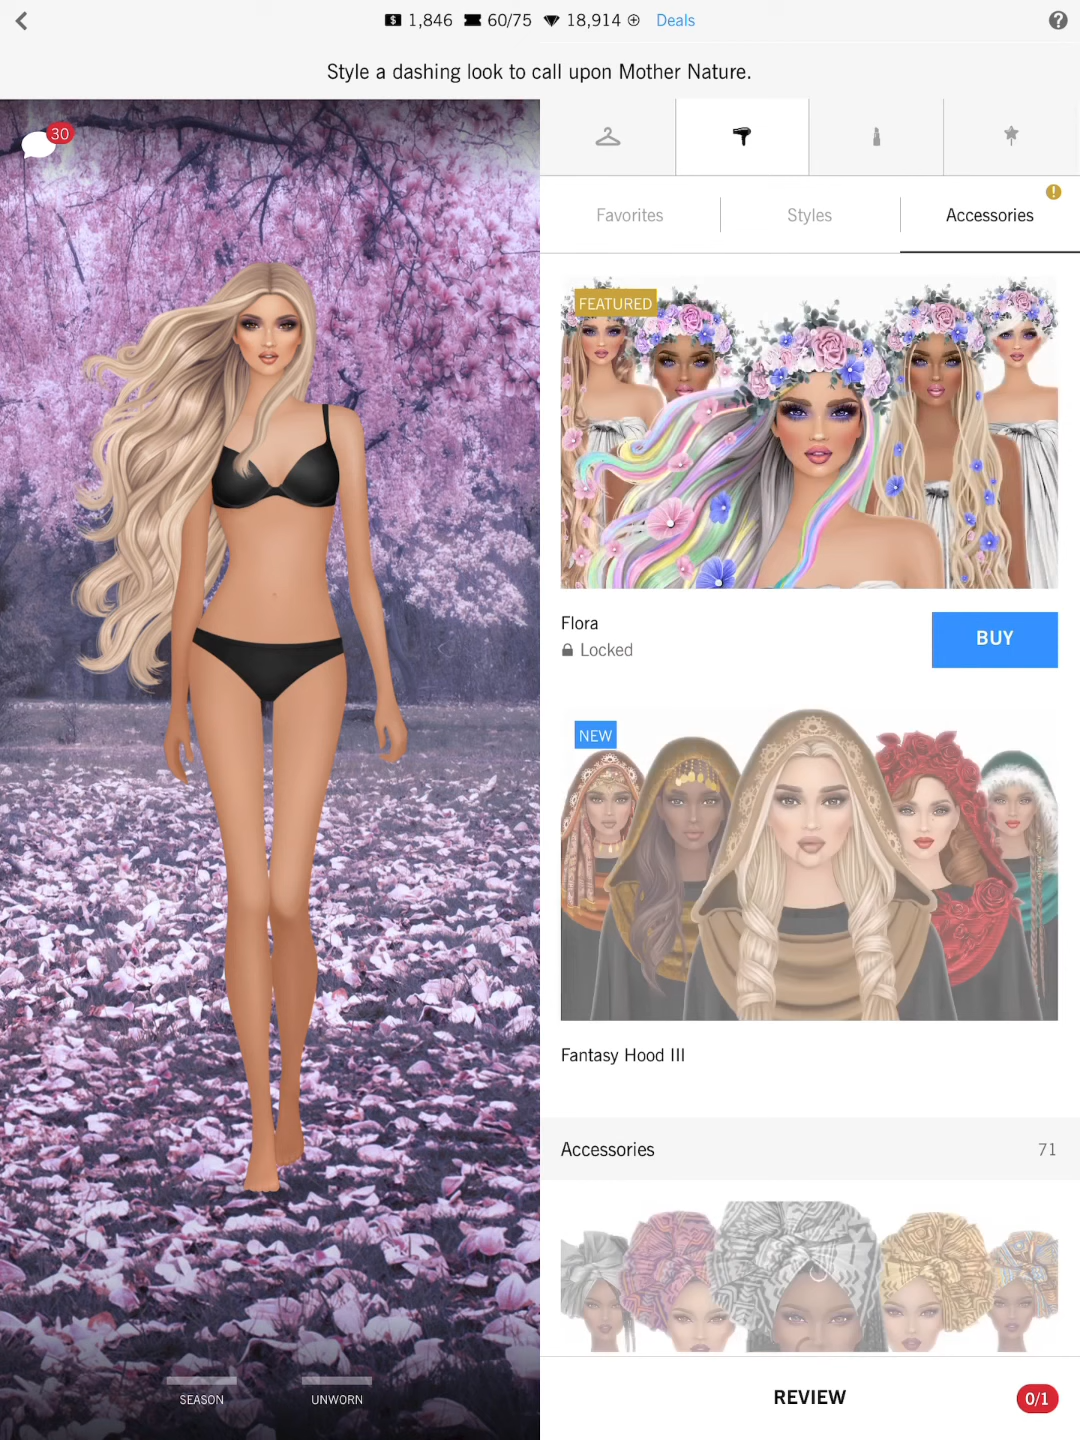 1,846 60/75 18,914 Deals
Style a dashing look to call upon Mother Nature.
30
Favorites Styles Accessories
FEATURED
Flora
Locked
BUY
NEW
Fantasy Hood III
Accessories 71
SEASON UNWORN
REVIEW 0/1